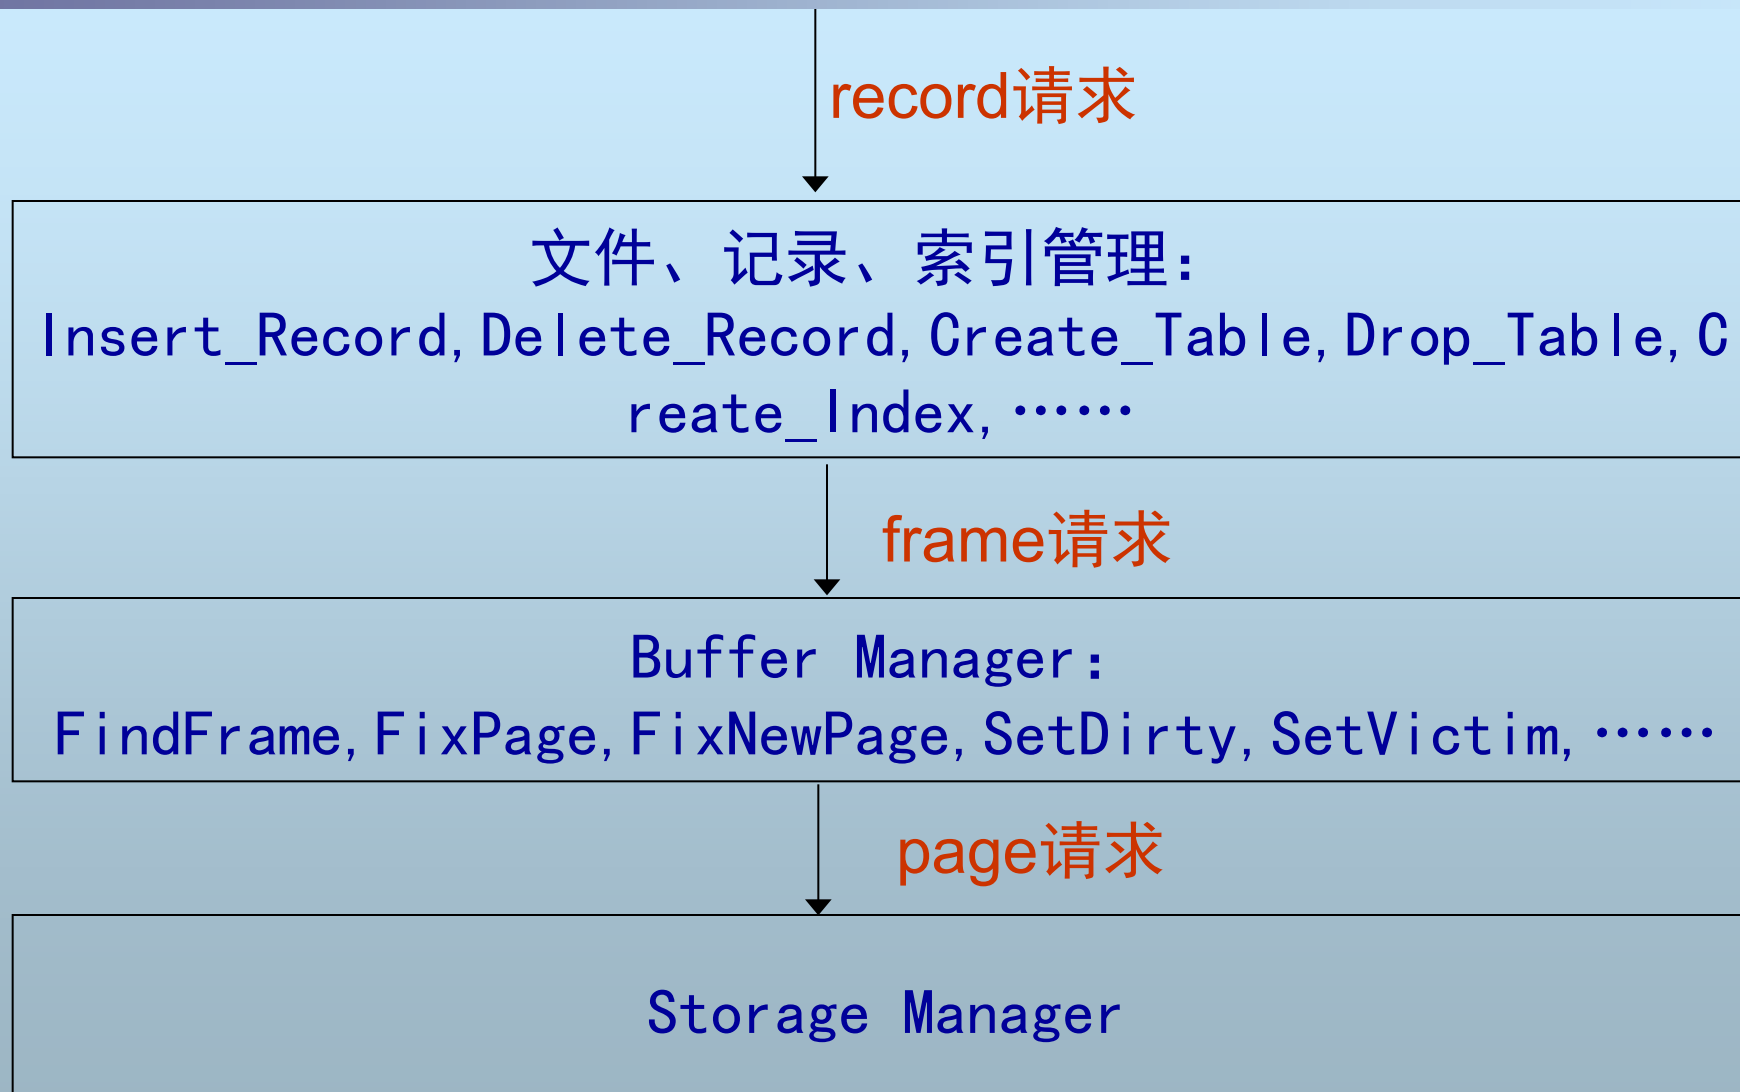 record请求
文件、记录、索引管理：
Insert_Record,Delete_Record,Create_Table,Drop_Table,C
reate_Index,……
frame请求
Buffer Manager：
FindFrame,FixPage,FixNewPage,SetDirty,SetVictim,……
page请求
Storage Manager